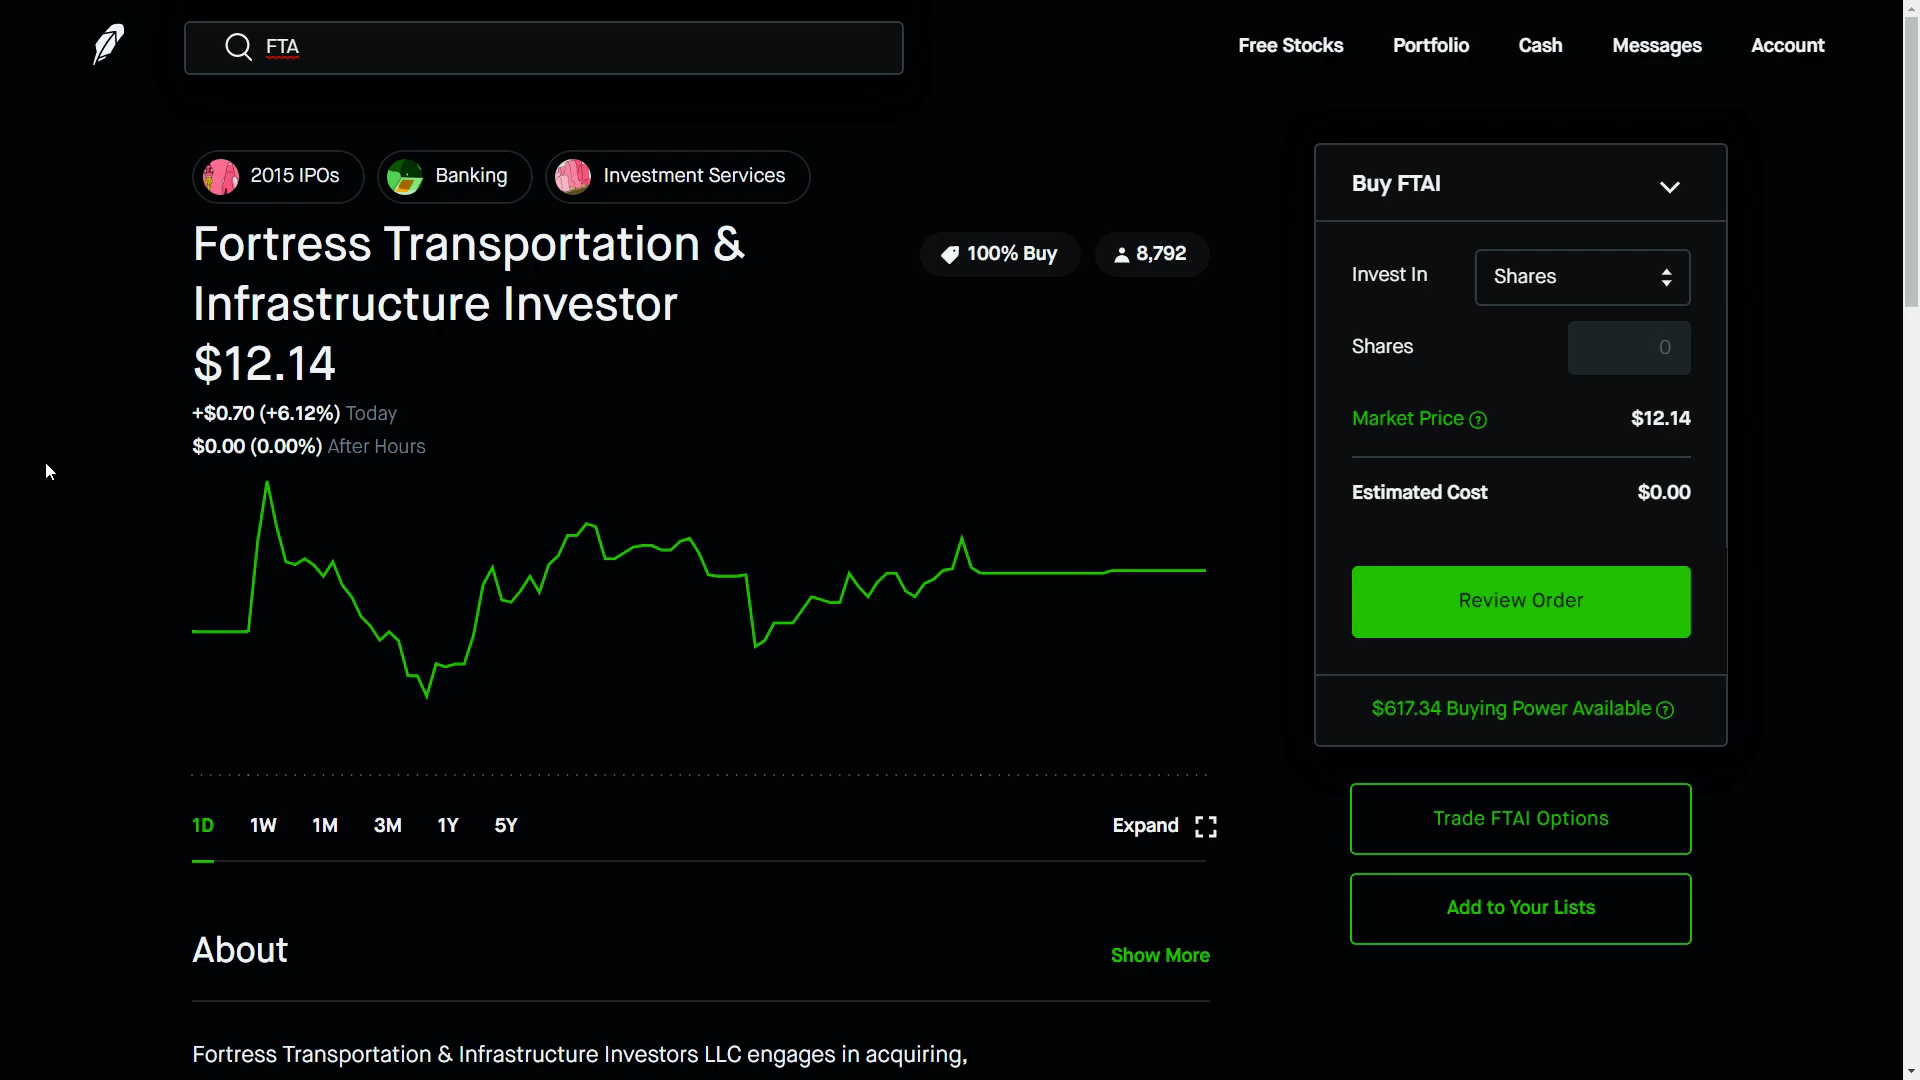 FTA
Free Stocks
Portfolio
Cash
Messages
Account
2015 IPOs
Banking
Investment Services
Fortress Transportation &
Infrastructure Investor
$12.14
+$0.70 (+6.12%) Today
$0.00 (0.00%) After Hours
100% Buy
8,792
1D
1W
1M
3M
1Y
5Y
Expand
About
Show More
Fortress Transportation & Infrastructure Investors LLC engages in acquiring,
Buy FTAI
Invest In
Shares
Shares
0
Market Price ?
$12.14
Estimated Cost
$0.00
Review Order
$617.34 Buying Power Available ?
Trade FTAI Options
Add to Your Lists